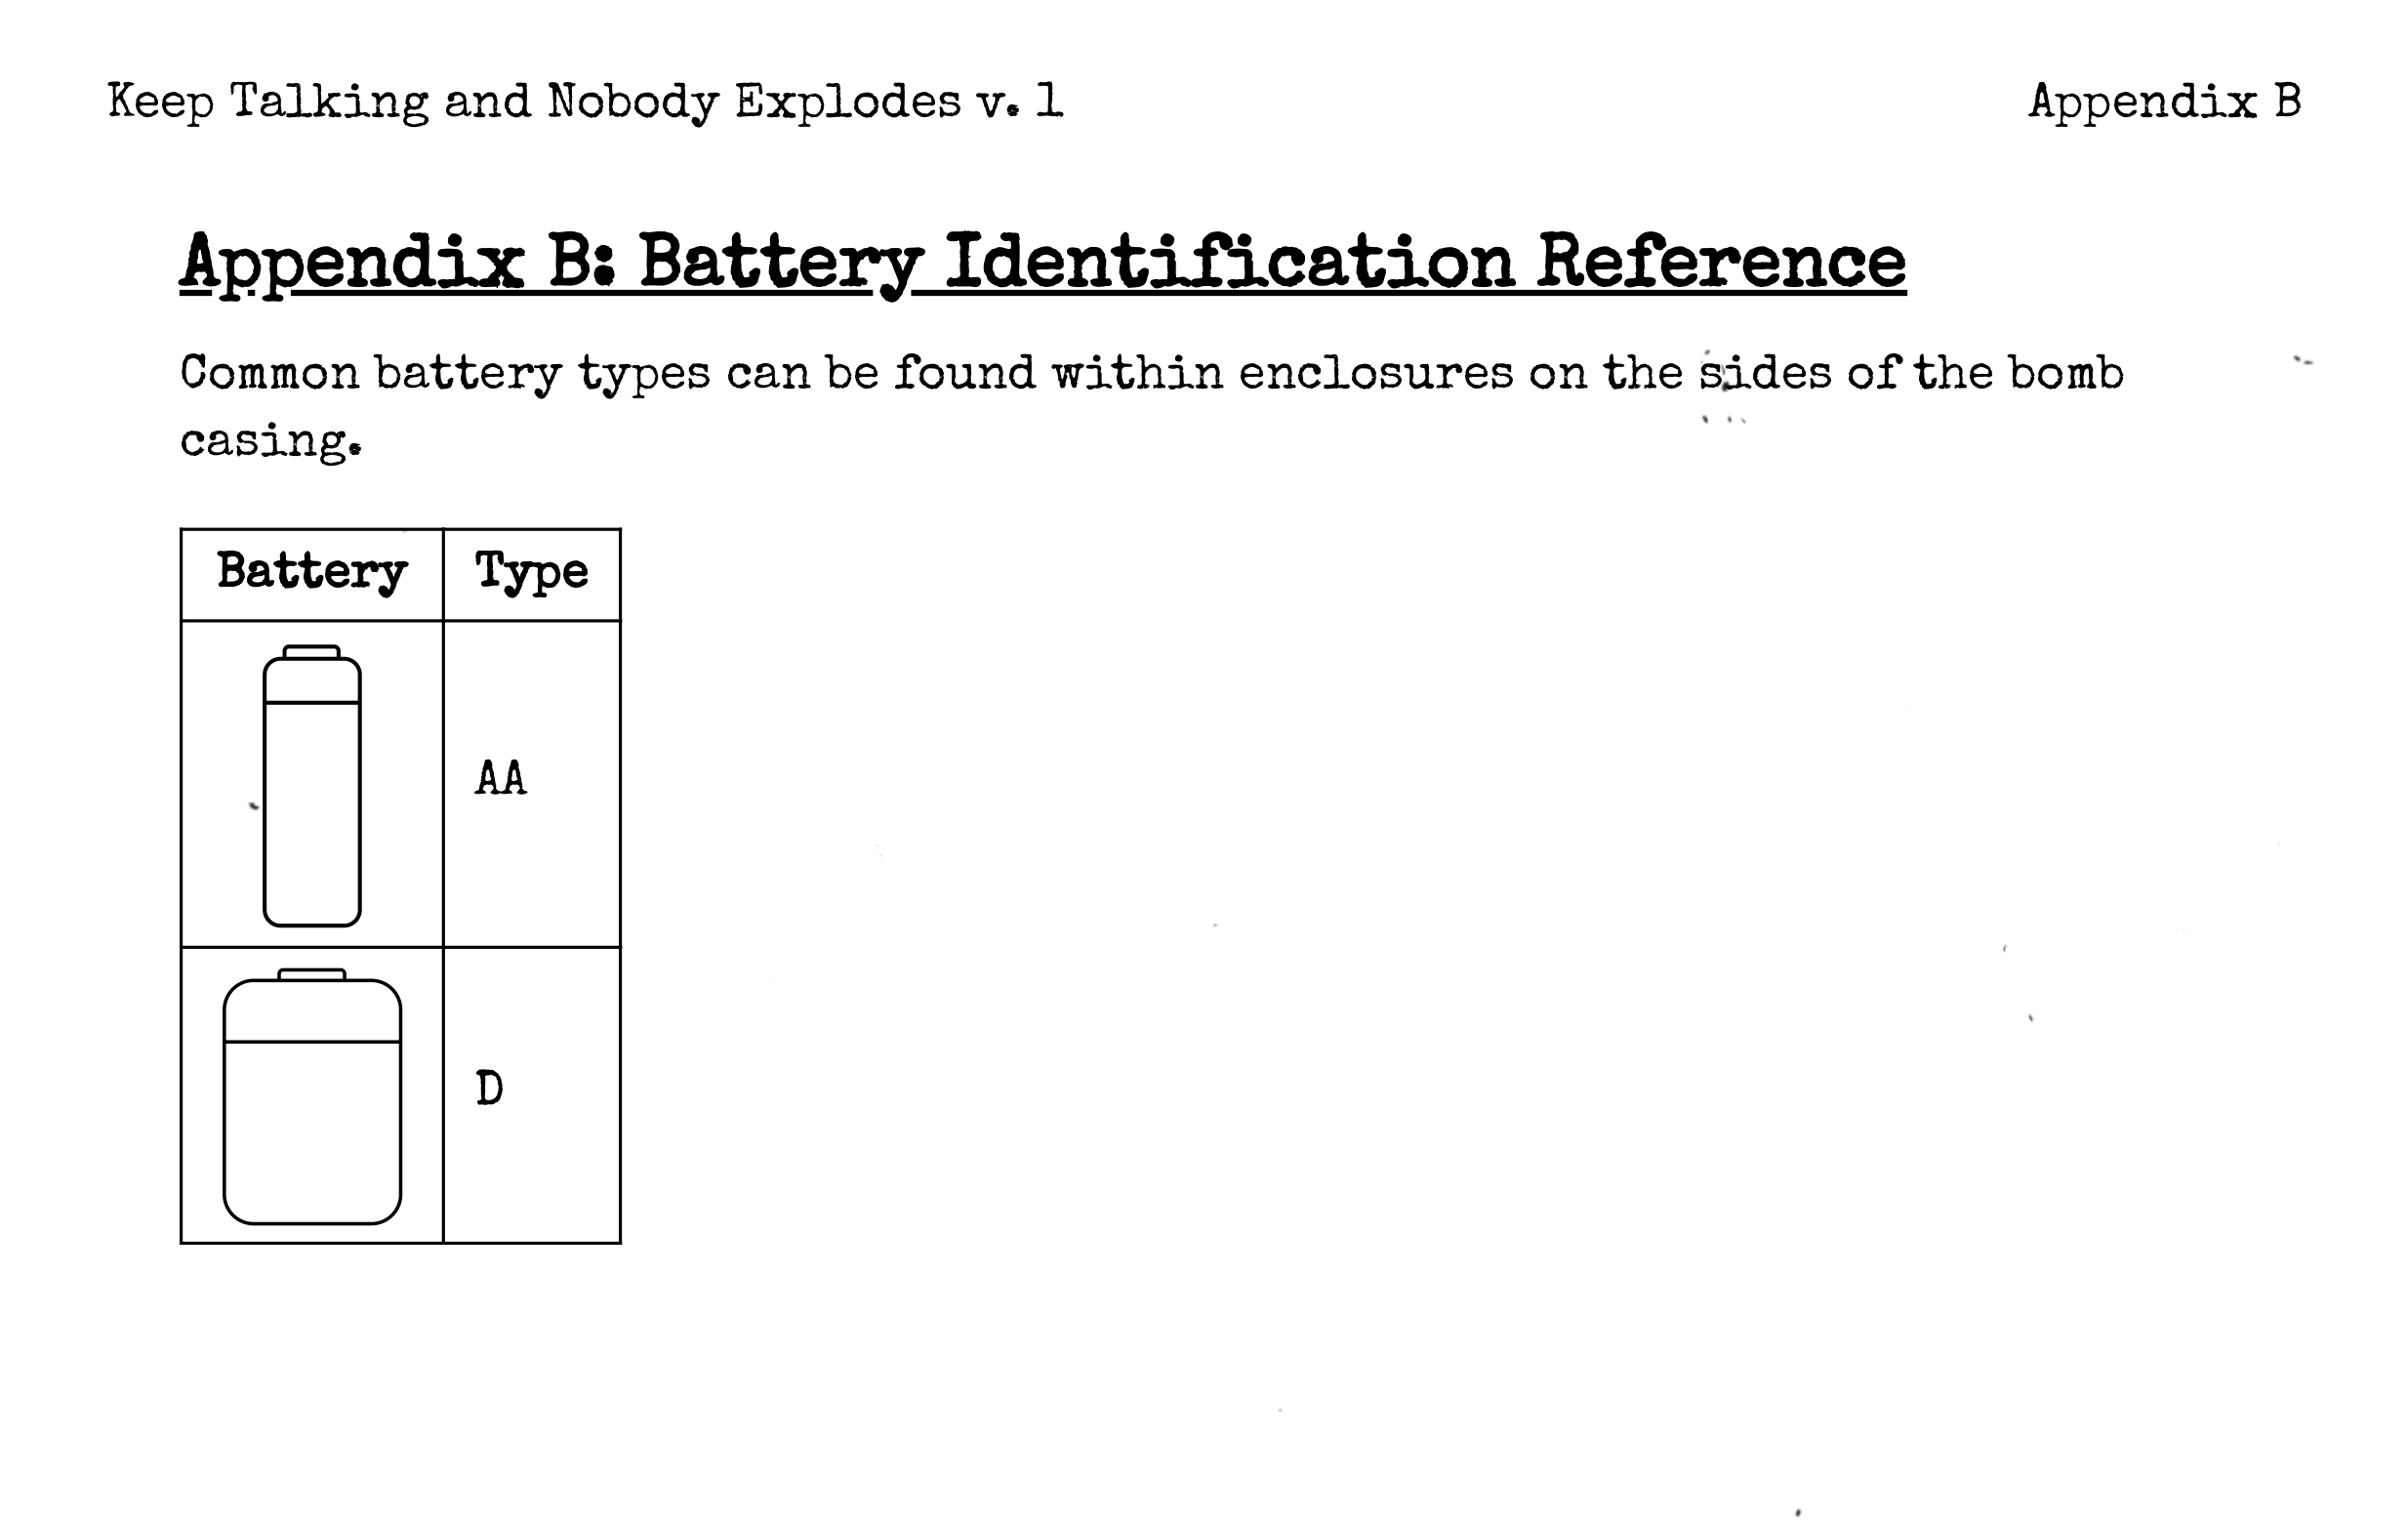 Keep Talking and Nobody Explodes v. 1
Appendix B
Appendix B: Battery Identification Reference
Common battery types can be found within enclosures on the sides of the bomb
casing.
Battery Type
AA
D